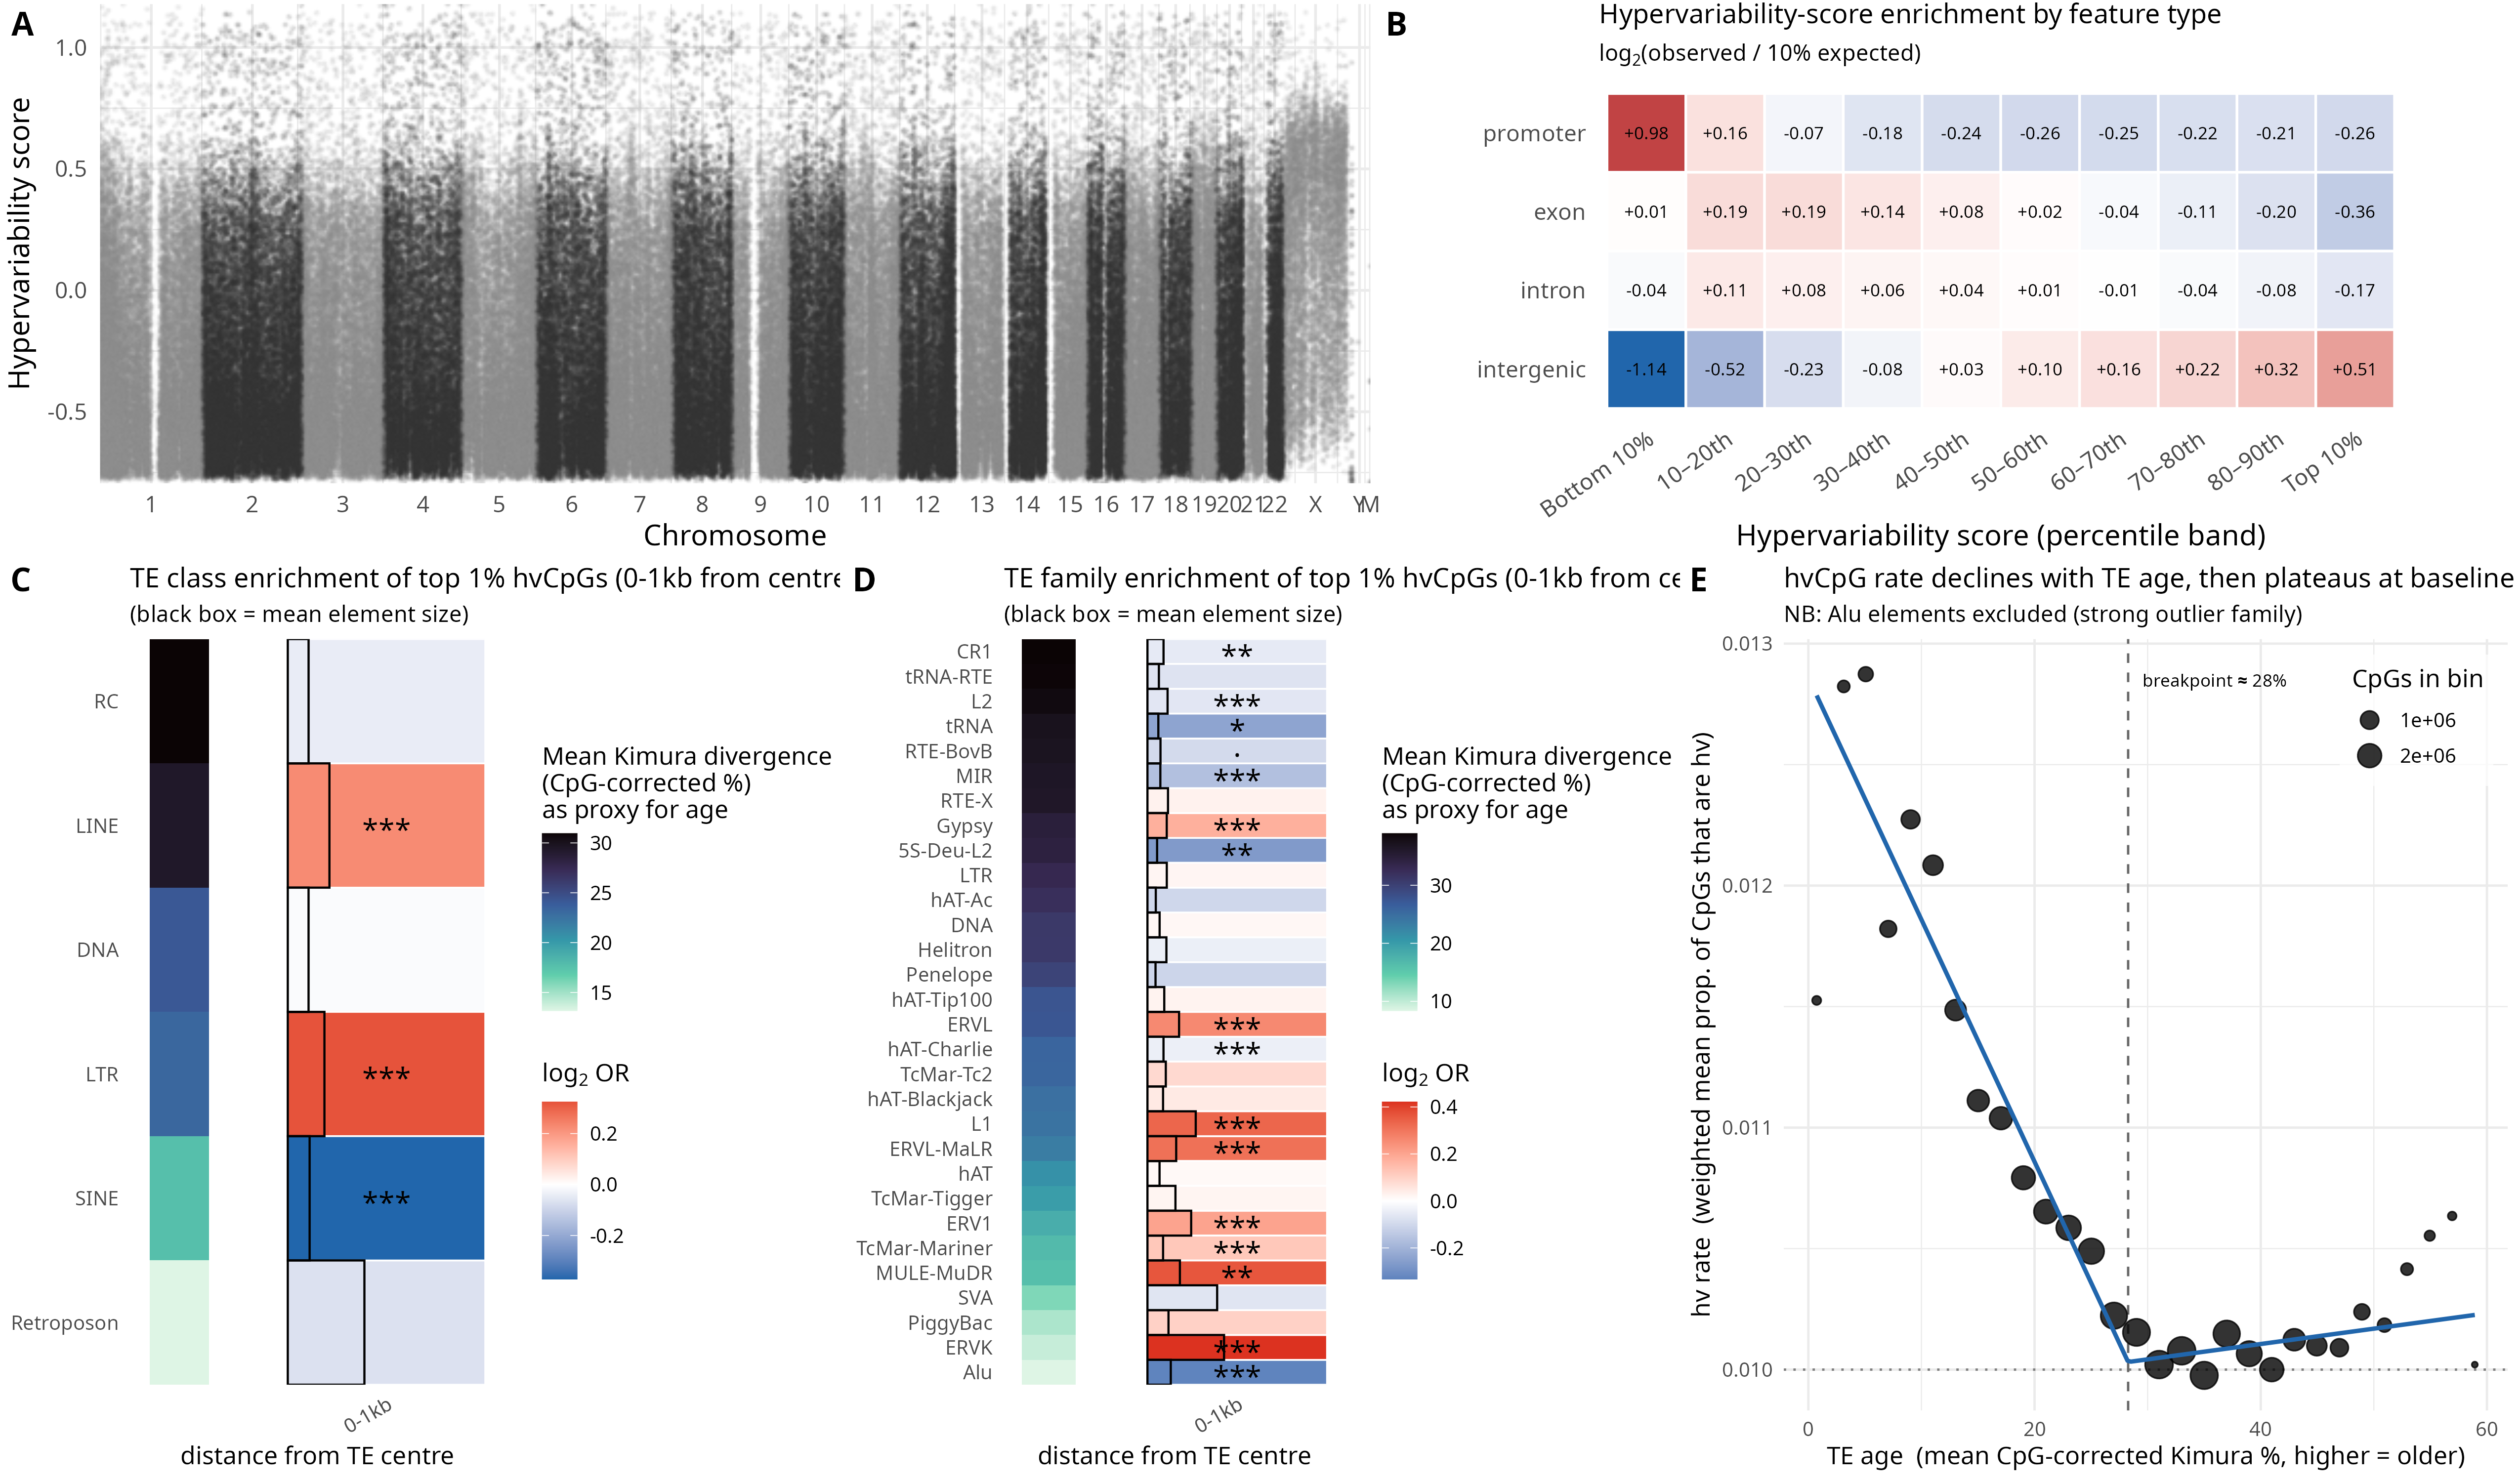 A
Hypervariability score
1.0
0.5
0.0
-0.5
1 2 3 4 5 6 7 8 9 10 11 12 13 14 15 16 17 18 19 20 21 22 X Y M
Chromosome
B
Hypervariability-score enrichment by feature type
log2(observed / 10% expected)
promoter +0.98 +0.16 -0.07 -0.18 -0.24 -0.26 -0.25 -0.22 -0.21 -0.26
exon +0.01 +0.19 +0.19 +0.14 +0.08 +0.02 -0.04 -0.11 -0.20 -0.36
intron -0.04 +0.11 +0.08 +0.06 +0.04 +0.01 -0.01 -0.04 -0.08 -0.17
intergenic -1.14 -0.52 -0.23 -0.08 +0.03 +0.10 +0.16 +0.22 +0.32 +0.51
Bottom 10% 10–20th 20–30th 30–40th 40–50th 50–60th 60–70th 70–80th 80–90th Top 10%
Hypervariability score (percentile band)
C
TE class enrichment of top 1% hvCpGs (0-1kb from centre
(black box = mean element size)
RC
LINE ***
DNA
LTR ***
SINE ***
Retroposon
0-1kb
distance from TE centre
Mean Kimura divergence
(CpG-corrected %)
as proxy for age
30
25
20
15
log2 OR
0.2
0.0
-0.2
D
TE family enrichment of top 1% hvCpGs (0-1kb from ce
(black box = mean element size)
CR1 **
tRNA-RTE
L2 ***
tRNA *
RTE-BovB .
MIR ***
RTE-X
Gypsy ***
5S-Deu-L2 **
LTR
hAT-Ac
DNA
Helitron
Penelope
hAT-Tip100
ERVL ***
hAT-Charlie ***
TcMar-Tc2
hAT-Blackjack
L1 ***
ERVL-MaLR ***
hAT
TcMar-Tigger
ERV1 ***
TcMar-Mariner ***
MULE-MuDR **
SVA
PiggyBac
ERVK ***
Alu ***
0-1kb
distance from TE centre
Mean Kimura divergence
(CpG-corrected %)
as proxy for age
30
20
10
log2 OR
0.4
0.2
0.0
-0.2
E
hvCpG rate declines with TE age, then plateaus at baseline
NB: Alu elements excluded (strong outlier family)
hv rate (weighted mean prop. of CpGs that are hv)
0.013
0.012
0.011
0.010
breakpoint ≈ 28%
CpGs in bin
1e+06
2e+06
0 20 40 60
TE age (mean CpG-corrected Kimura %, higher = older)